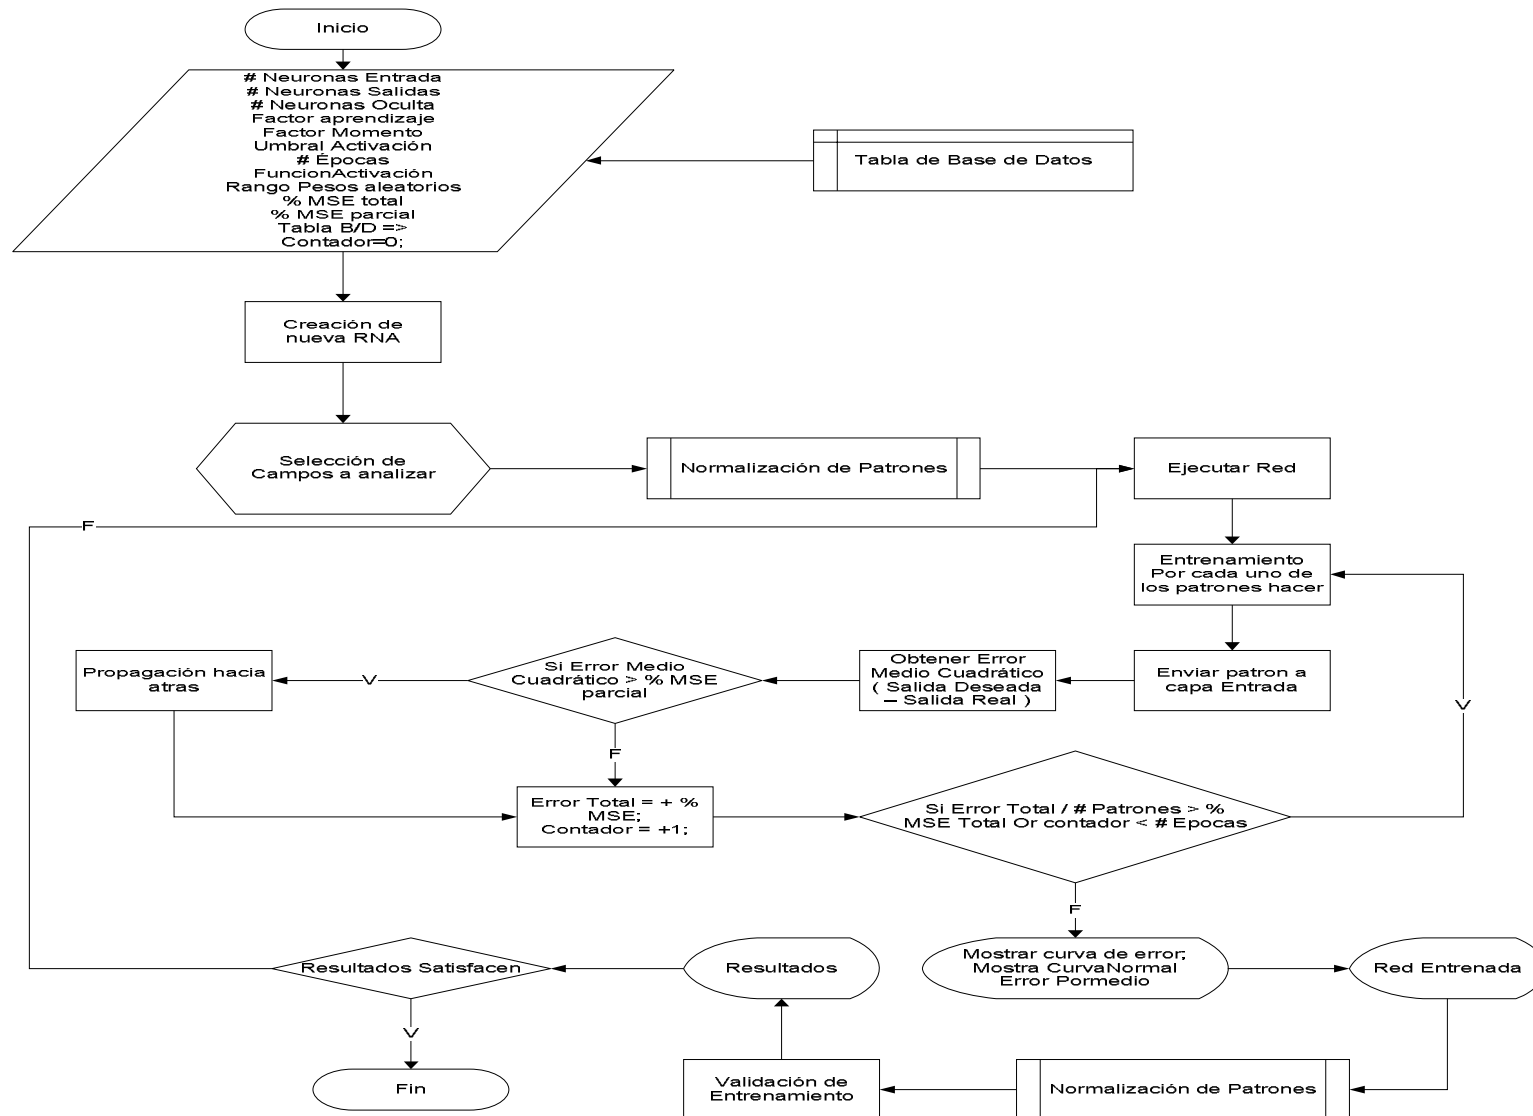 Inicio
# Neuronas Entrada
# Neuronas Salidas
# Neuronas Oculta
Factor aprendizaje
Factor Momento
Umbral Activación
# Épocas
FuncionActivación
Rango Pesos aleatorios
% MSE total
% MSE parcial
Tabla B/D =>
Contador=0;
Tabla de Base de Datos
Creación de
nueva RNA
Selección de
Campos a analizar
Normalización de Patrones
Ejecutar Red
F
Entrenamiento
Por cada uno de
los patrones hacer
Propagación hacia
atras
V
Si Error Medio
Cuadrático > % MSE
parcial
Obtener Error
Medio Cuadrático
( Salida Deseada
– Salida Real )
Enviar patron a
capa Entrada
V
F
Error Total = + %
MSE;
Contador = +1;
Si Error Total / # Patrones > %
MSE Total Or contador < # Epocas
F
Resultados Satisfacen
Resultados
Mostrar curva de error;
Mostra CurvaNormal
Error Pormedio
Red Entrenada
V
Fin
Validación de
Entrenamiento
Normalización de Patrones